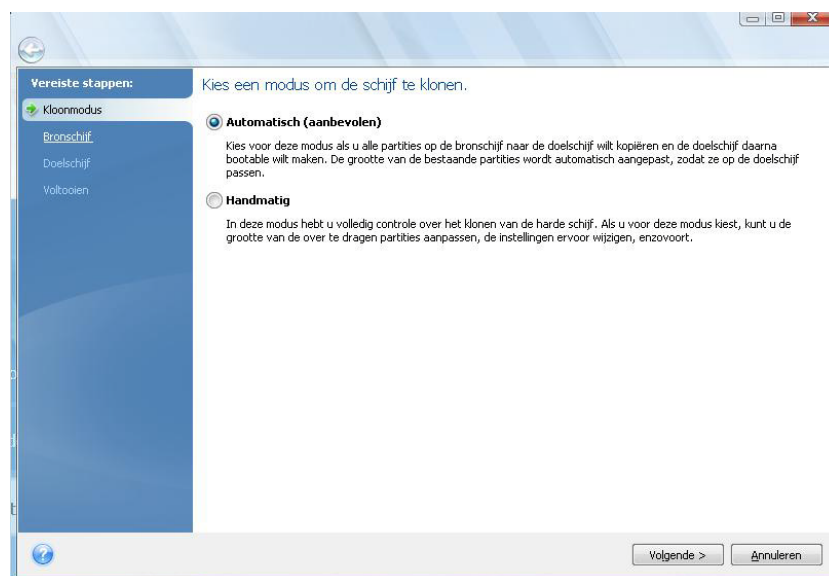 Vereiste stappen:
Kloonmodus
Bronschijf
Doelschijf
Voltooien
Kies een modus om de schijf te klonen.
Automatisch (aanbevolen)
Kies voor deze modus als u alle partities op de bronschijf naar de doelschijf wilt kopiëren en de doelschijf daarna
bootable wilt maken. De grootte van de bestaande partities wordt automatisch aangepast, zodat ze op de doelschijf
passen.
Handmatig
In deze modus hebt u volledig controle over het klonen van de harde schijf. Als u voor deze modus kiest, kunt u de
grootte van de over te dragen partities aanpassen, de instellingen ervoor wijzigen, enzovoort.
Volgende >
Annuleren